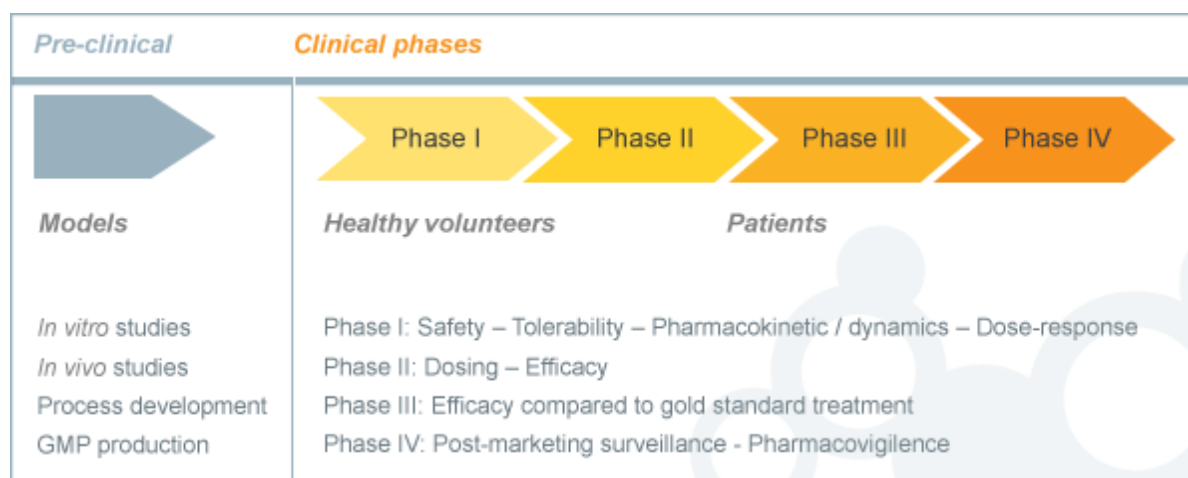 Pre-clinical
Clinical phases
Phase I
Phase II
Phase III
Phase IV
Models
Healthy volunteers
Patients
In vitro studies
In vivo studies
Process development
GMP production
Phase I: Safety – Tolerability – Pharmacokinetic / dynamics – Dose-response
Phase II: Dosing – Efficacy
Phase III: Efficacy compared to gold standard treatment
Phase IV: Post-marketing surveillance - Pharmacovigilence